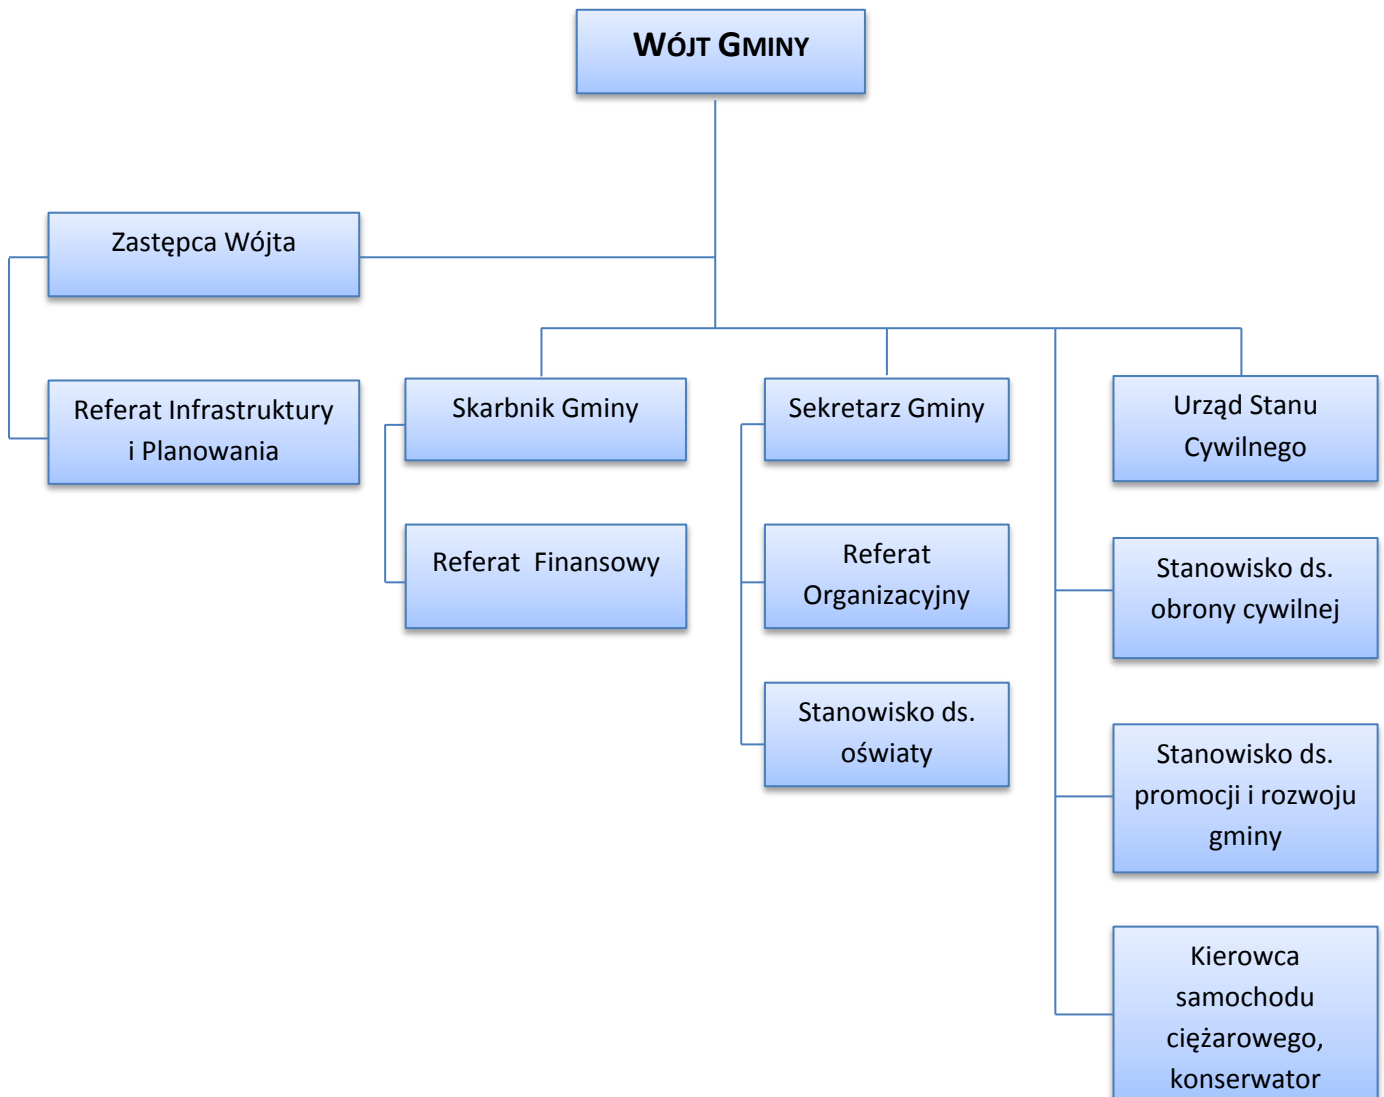 WÓJT GMINY
Zastępca Wójta
Referat Infrastruktury
i Planowania
Skarbnik Gminy
Referat  Finansowy
Sekretarz Gminy
Referat
Organizacyjny
Stanowisko ds.
oświaty
Urząd Stanu
Cywilnego
Stanowisko ds.
obrony cywilnej
Stanowisko ds.
promocji i rozwoju
gminy
Kierowca
samochodu
ciężarowego,
konserwator